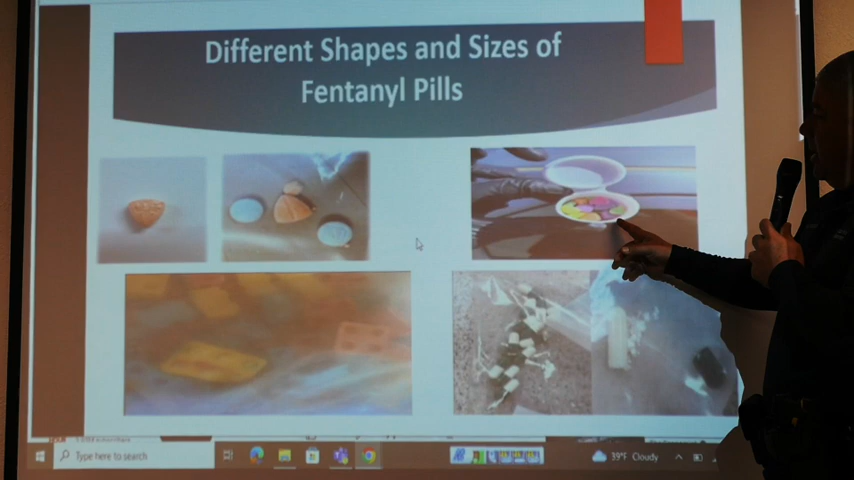 Different Shapes and Sizes of
Fentanyl Pills
Type here to search
39°F Cloudy